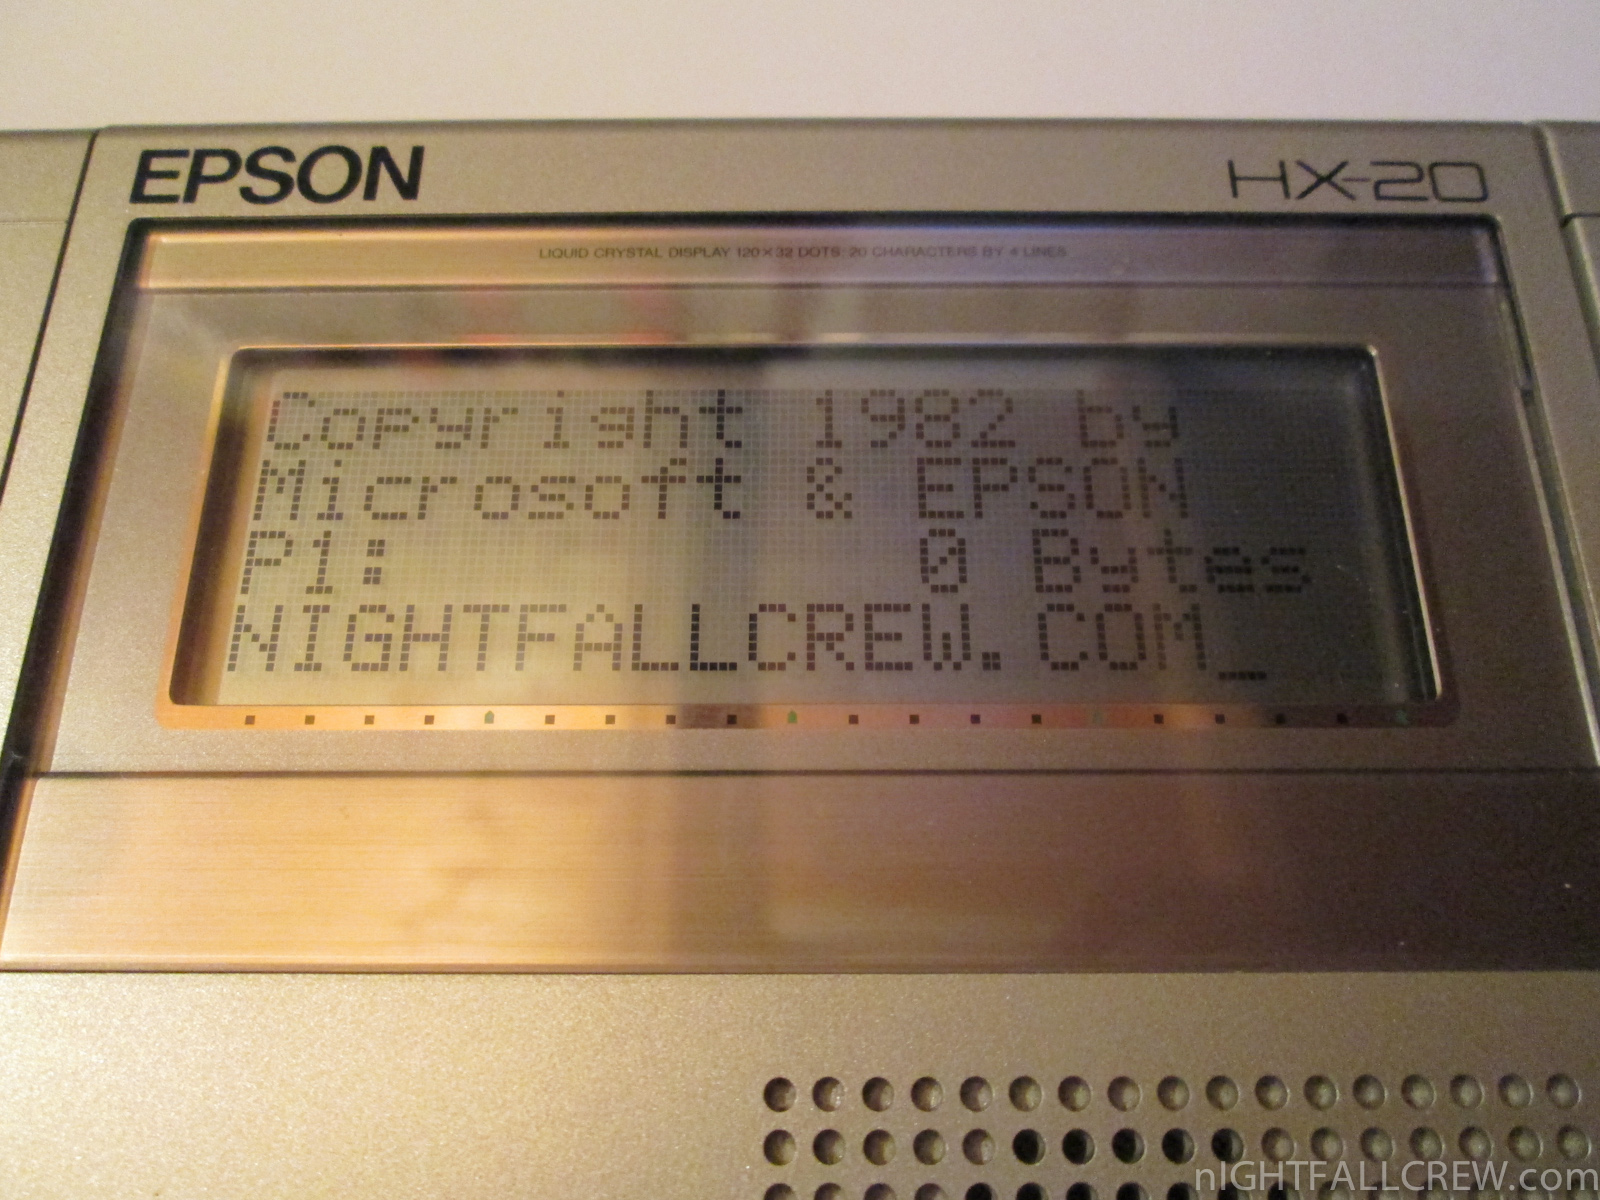 EPSON HX-20
LIQUID CRYSTAL DISPLAY 120×32 DOTS: 20 CHARACTERS BY 4 LINES
Copyright 1982 by
Microsoft & EPSON
P1: 0 Bytes
NIGHTFALLCREW.COM_
nIGHTFALLCREW.com